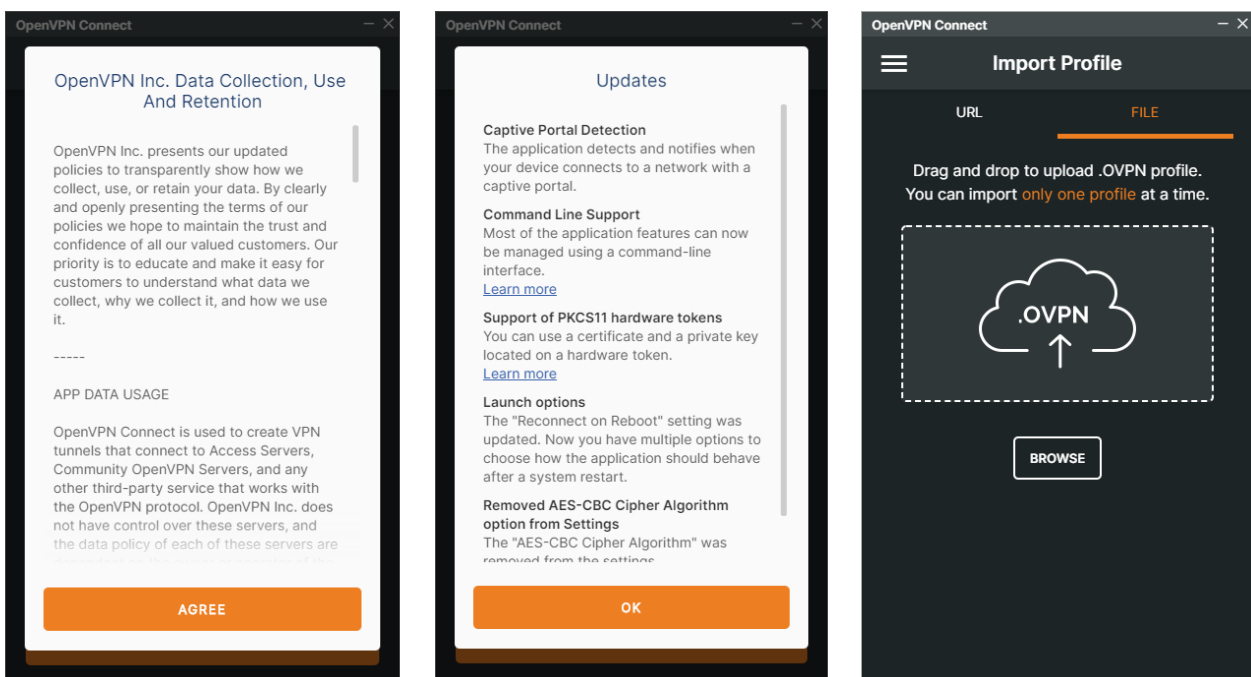 OpenVPN Connect
OpenVPN Inc. Data Collection, Use
And Retention
OpenVPN Inc. presents our updated
policies to transparently show how we
collect, use, or retain your data. By clearly
and openly presenting the terms of our
policies we hope to maintain the trust and
confidence of all our valued customers. Our
priority is to educate and make it easy for
customers to understand what data we
collect, why we collect it, and how we use
it.
-----
APP DATA USAGE
OpenVPN Connect is used to create VPN
tunnels that connect to Access Servers,
Community OpenVPN Servers, and any
other third-party service that works with
the OpenVPN protocol. OpenVPN Inc. does
not have control over these servers, and
the data policy of each of these servers are
AGREE
OpenVPN Connect
Updates
Captive Portal Detection
The application detects and notifies when
your device connects to a network with a
captive portal.
Command Line Support
Most of the application features can now
be managed using a command-line
interface.
Learn more
Support of PKCS11 hardware tokens
You can use a certificate and a private key
located on a hardware token.
Learn more
Launch options
The "Reconnect on Reboot" setting was
updated. Now you have multiple options to
choose how the application should behave
after a system restart.
Removed AES-CBC Cipher Algorithm
option from Settings
The "AES-CBC Cipher Algorithm" was
removed from the settings
OK
OpenVPN Connect
Import Profile
URL
FILE
Drag and drop to upload .OVPN profile.
You can import only one profile at a time.
.OVPN
BROWSE